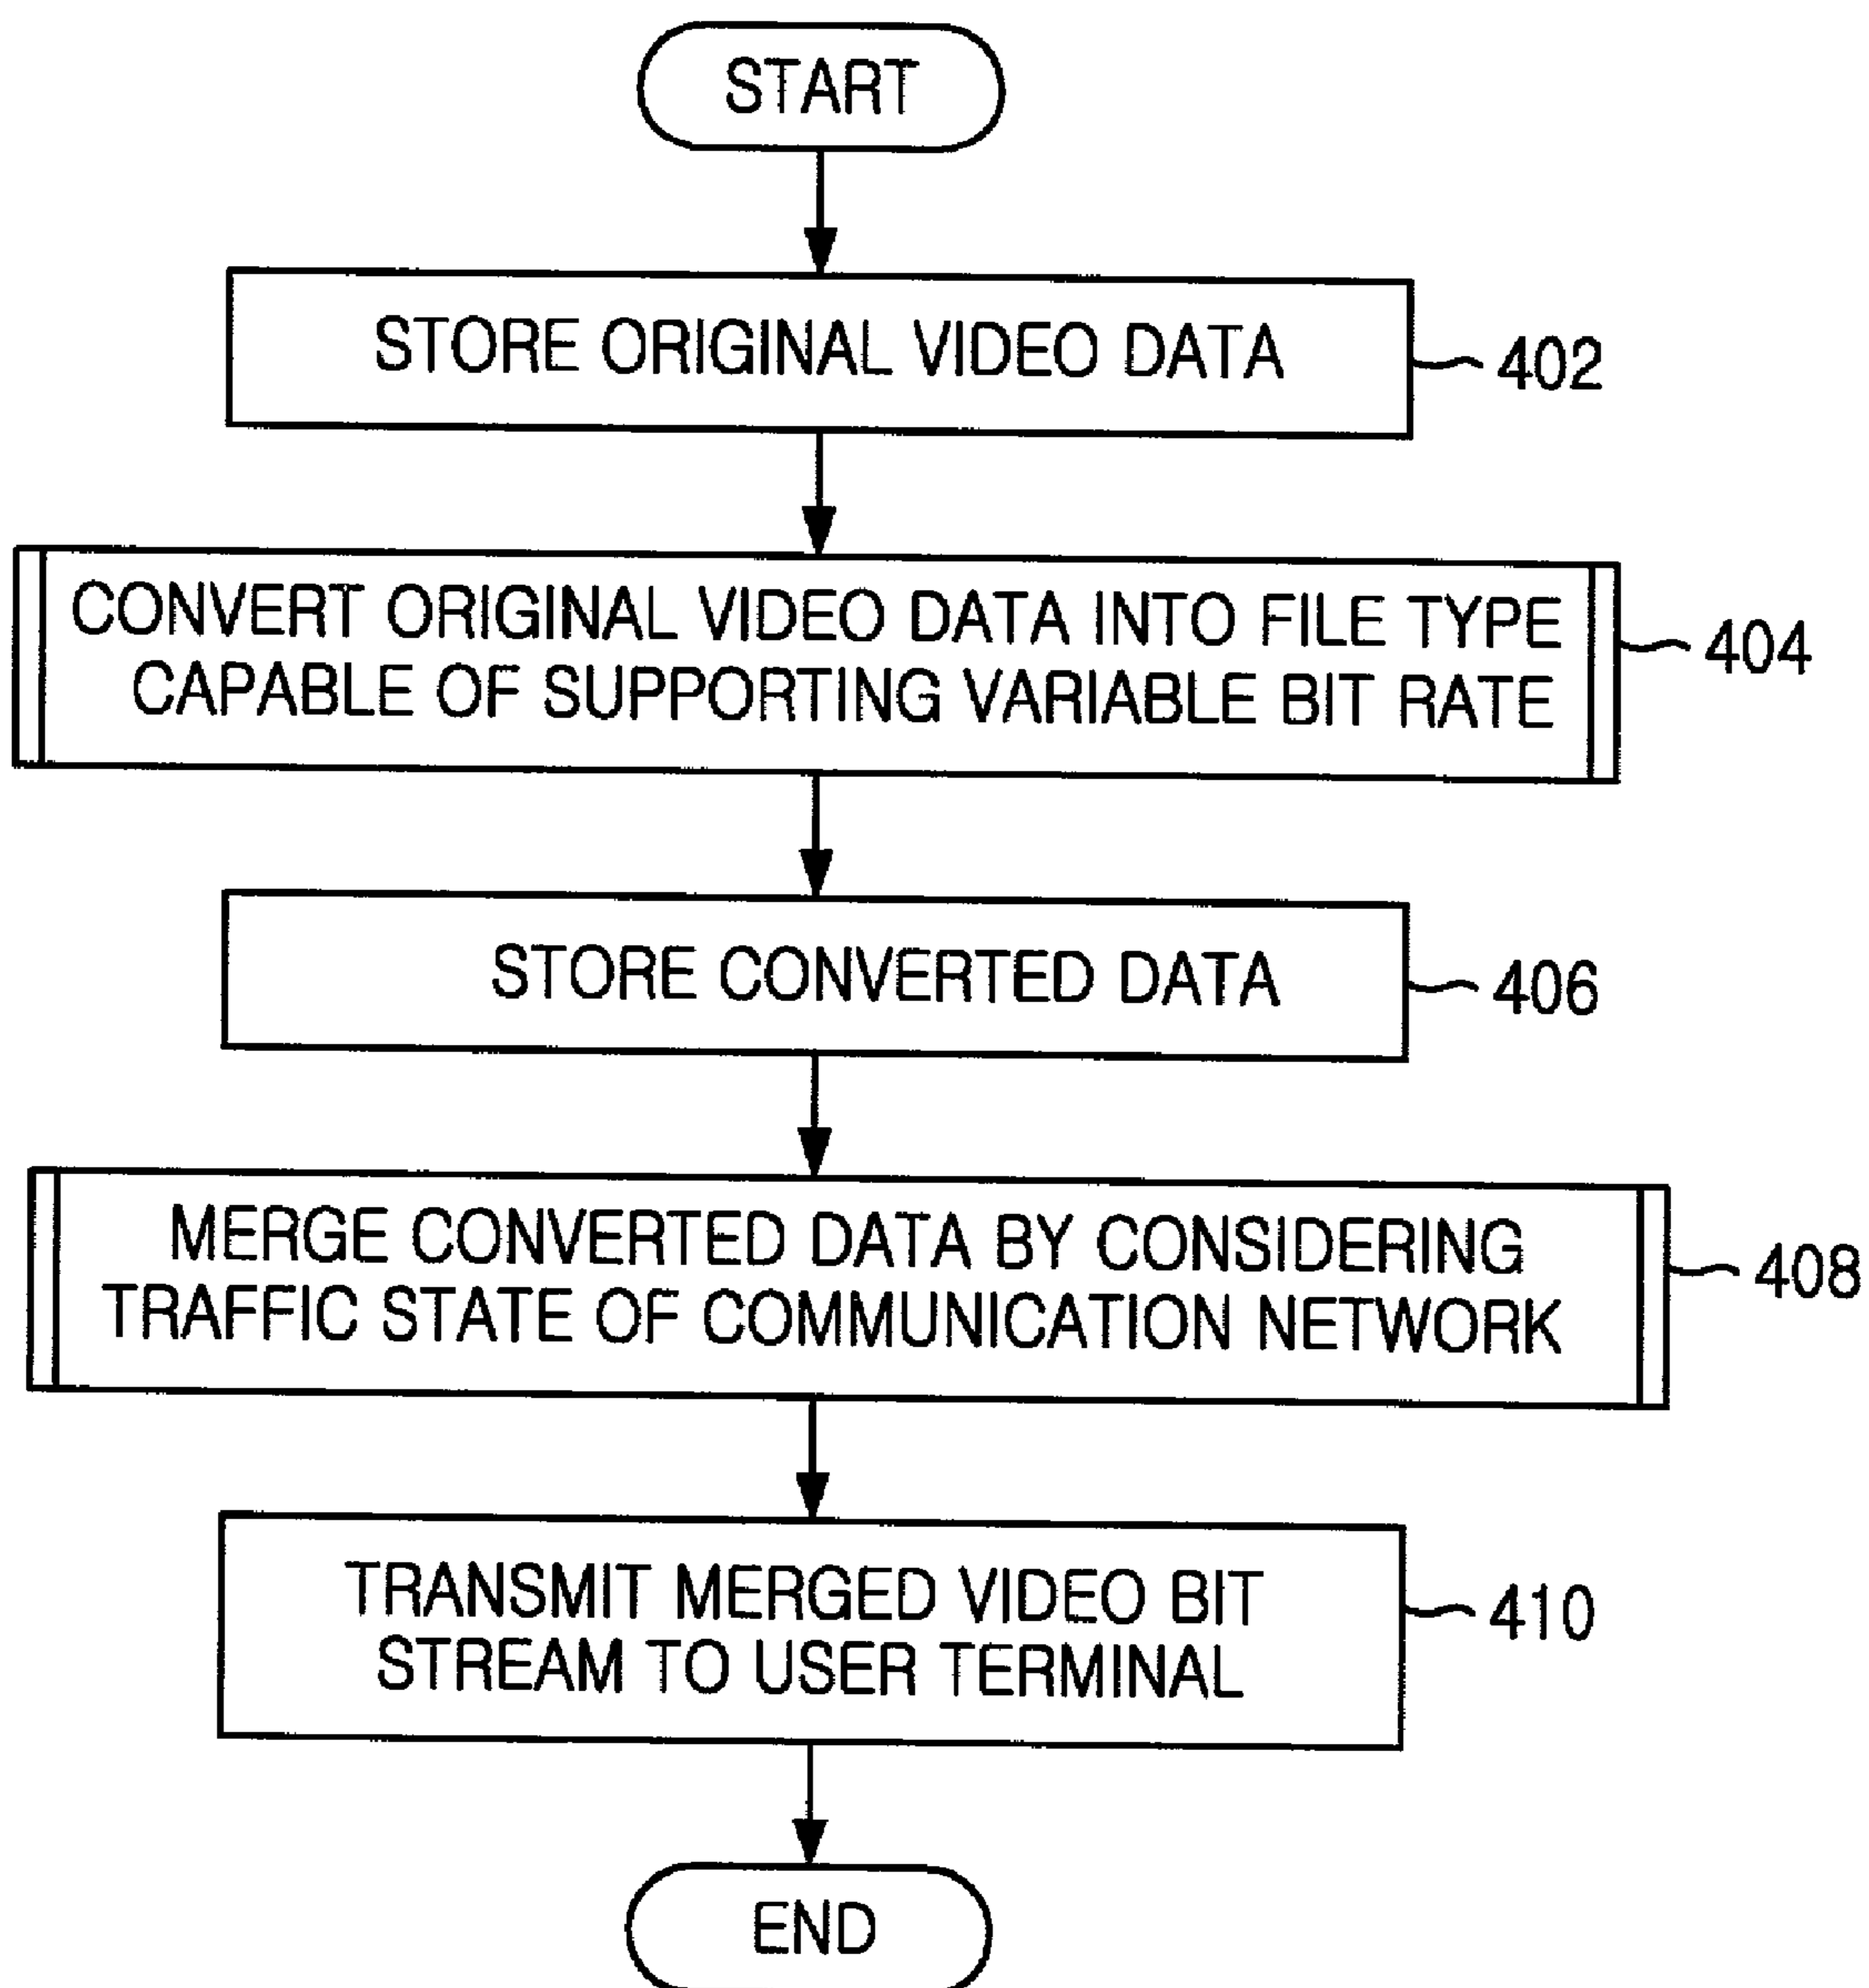 START
STORE ORIGINAL VIDEO DATA
402
CONVERT ORIGINAL VIDEO DATA INTO FILE TYPE
CAPABLE OF SUPPORTING VARIABLE BIT RATE
404
STORE CONVERTED DATA
406
MERGE CONVERTED DATA BY CONSIDERING
TRAFFIC STATE OF COMMUNICATION NETWORK
408
TRANSMIT MERGED VIDEO BIT
STREAM TO USER TERMINAL
410
END